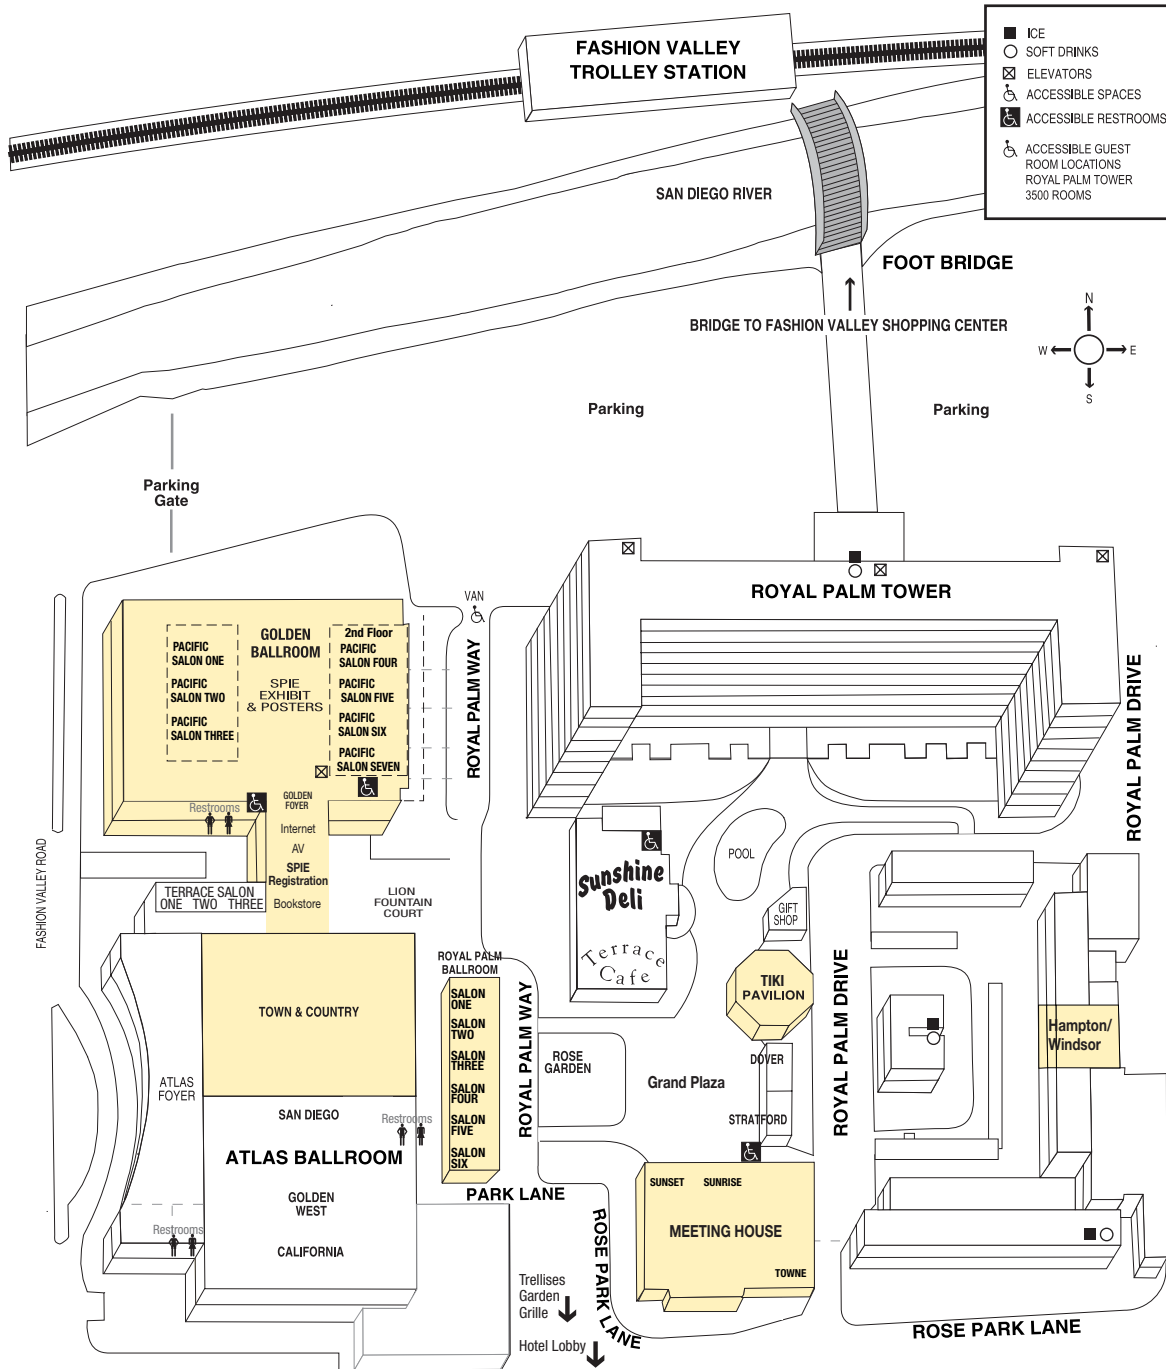 FASHION VALLEY
TROLLEY STATION
ICE
SOFT DRINKS
ELEVATORS
ACCESSIBLE SPACES
ACCESSIBLE RESTROOMS
ACCESSIBLE GUEST
ROOM LOCATIONS
ROYAL PALM TOWER
3500 ROOMS
SAN DIEGO RIVER
FOOT BRIDGE
BRIDGE TO FASHION VALLEY SHOPPING CENTER
N
W
E
S
Parking
Parking
Parking
Gate
VAN
ROYAL PALM TOWER
ROYAL PALM WAY
ROYAL PALM DRIVE
GOLDEN
BALLROOM
SPIE
EXHIBIT
& POSTERS
PACIFIC
SALON ONE
PACIFIC
SALON TWO
PACIFIC
SALON THREE
2nd Floor
PACIFIC
SALON FOUR
PACIFIC
SALON FIVE
PACIFIC
SALON SIX
PACIFIC
SALON SEVEN
GOLDEN
FOYER
Restrooms
Internet
AV
SPIE
Registration
Bookstore
FASHION VALLEY ROAD
TERRACE SALON
ONE TWO THREE
LION
FOUNTAIN
COURT
Sunshine
Deli
Terrace
Cafe
POOL
GIFT
SHOP
TIKI
PAVILION
ROYAL PALM DRIVE
ROYAL PALM
BALLROOM
SALON
ONE
SALON
TWO
SALON
THREE
SALON
FOUR
SALON
FIVE
SALON
SIX
ROYAL PALM WAY
TOWN & COUNTRY
ATLAS
FOYER
SAN DIEGO
Restrooms
ATLAS BALLROOM
GOLDEN
WEST
CALIFORNIA
Restrooms
ROSE
GARDEN
Grand Plaza
DOVER
STRATFORD
Hampton/
Windsor
PARK LANE
SUNSET SUNRISE
MEETING HOUSE
TOWNE
ROSE PARK LANE
Trellises
Garden
Grille
Hotel Lobby
ROSE PARK LANE